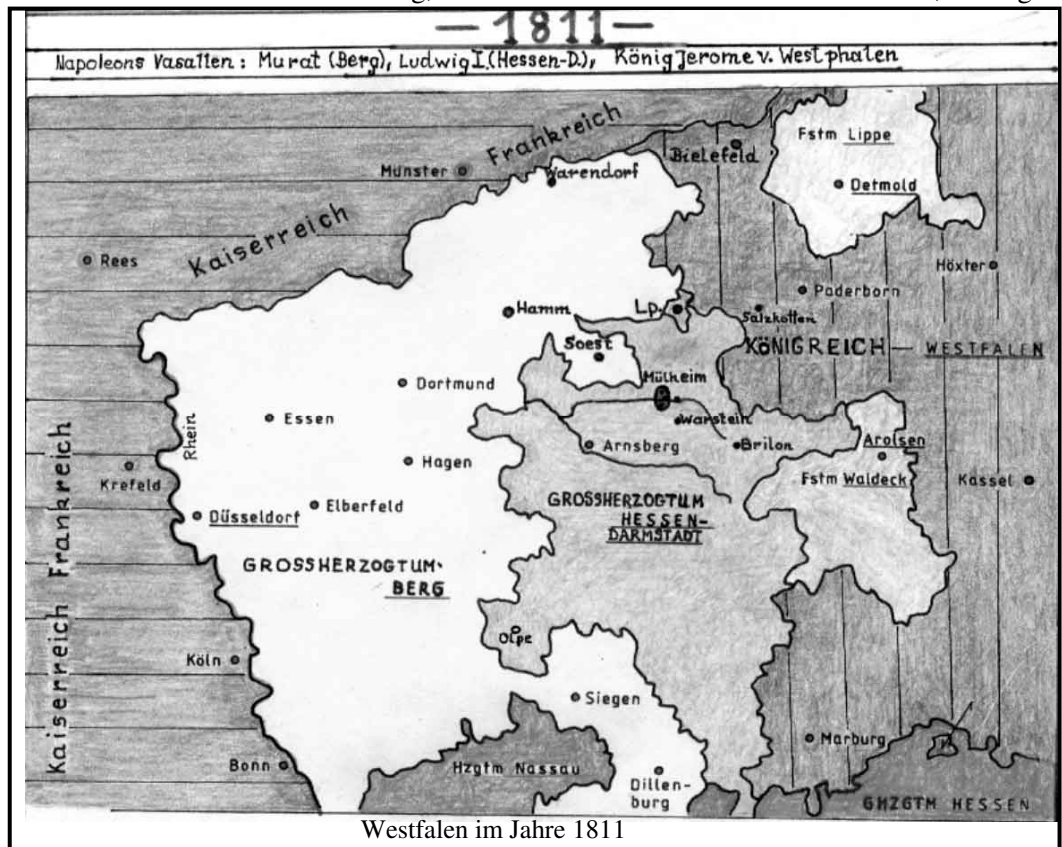 —1811—
Napoleons Vasallen: Murat (Berg), Ludwig I.(Hessen-D.), König Jerome v. Westphalen
Kaiserreich Frankreich
Münster
Warendorf
Bielefeld
Fstm Lippe
Detmold
Rees
Höxter
Paderborn
Hamm
Lp.
Salzkotten
Soest
KÖNIGREICH — WESTFALEN
Dortmund
Mülheim
Essen
Rhein
Warstein
Arnsberg
Brilon
Arolsen
Hagen
Krefeld
Fstm Waldeck
Kassel
Elberfeld
Düsseldorf
GROSSHERZOGTUM
HESSEN-
DARMSTADT
GROSSHERZOGTUM
BERG
Kaiserreich Frankreich
Olpe
Köln
Siegen
Marburg
Bonn
Hzgtm Nassau
Dillen-
burg
GHZGTM HESSEN
Westfalen im Jahre 1811